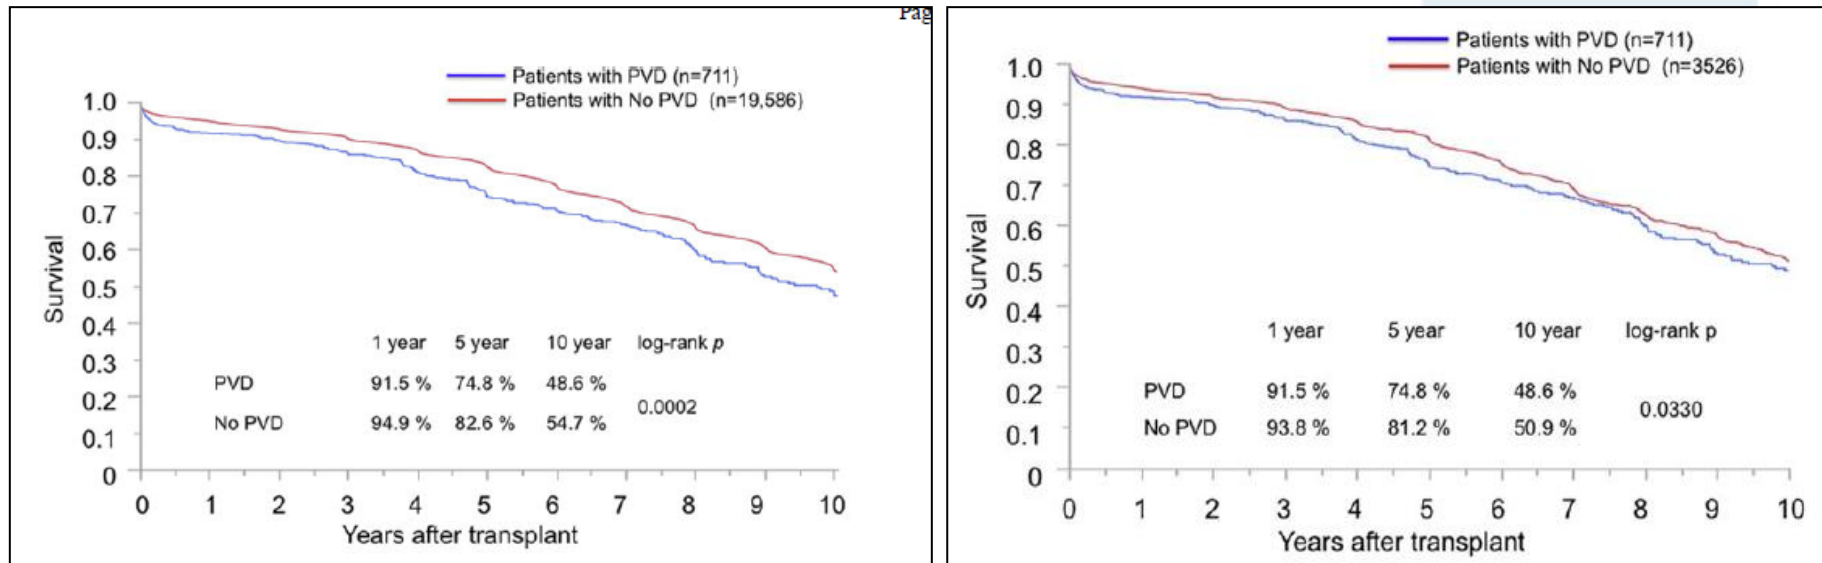 Pag
Patients with PVD (n=711)
Patients with No PVD (n=19,586)
1.0
0.9
0.8
0.7
0.6
0.5
0.4
0.3
0.2
0.1
0
Survival
1 year 5 year 10 year log-rank p
PVD 91.5 % 74.8 % 48.6 %
0.0002
No PVD 94.9 % 82.6 % 54.7 %
0 1 2 3 4 5 6 7 8 9 10
Years after transplant
Patients with PVD (n=711)
Patients with No PVD (n=3526)
1.0
0.9
0.8
0.7
0.6
0.5
0.4
0.3
0.2
0.1
0
Survival
1 year 5 year 10 year log-rank p
PVD 91.5 % 74.8 % 48.6 %
0.0330
No PVD 93.8 % 81.2 % 50.9 %
0 1 2 3 4 5 6 7 8 9 10
Years after transplant